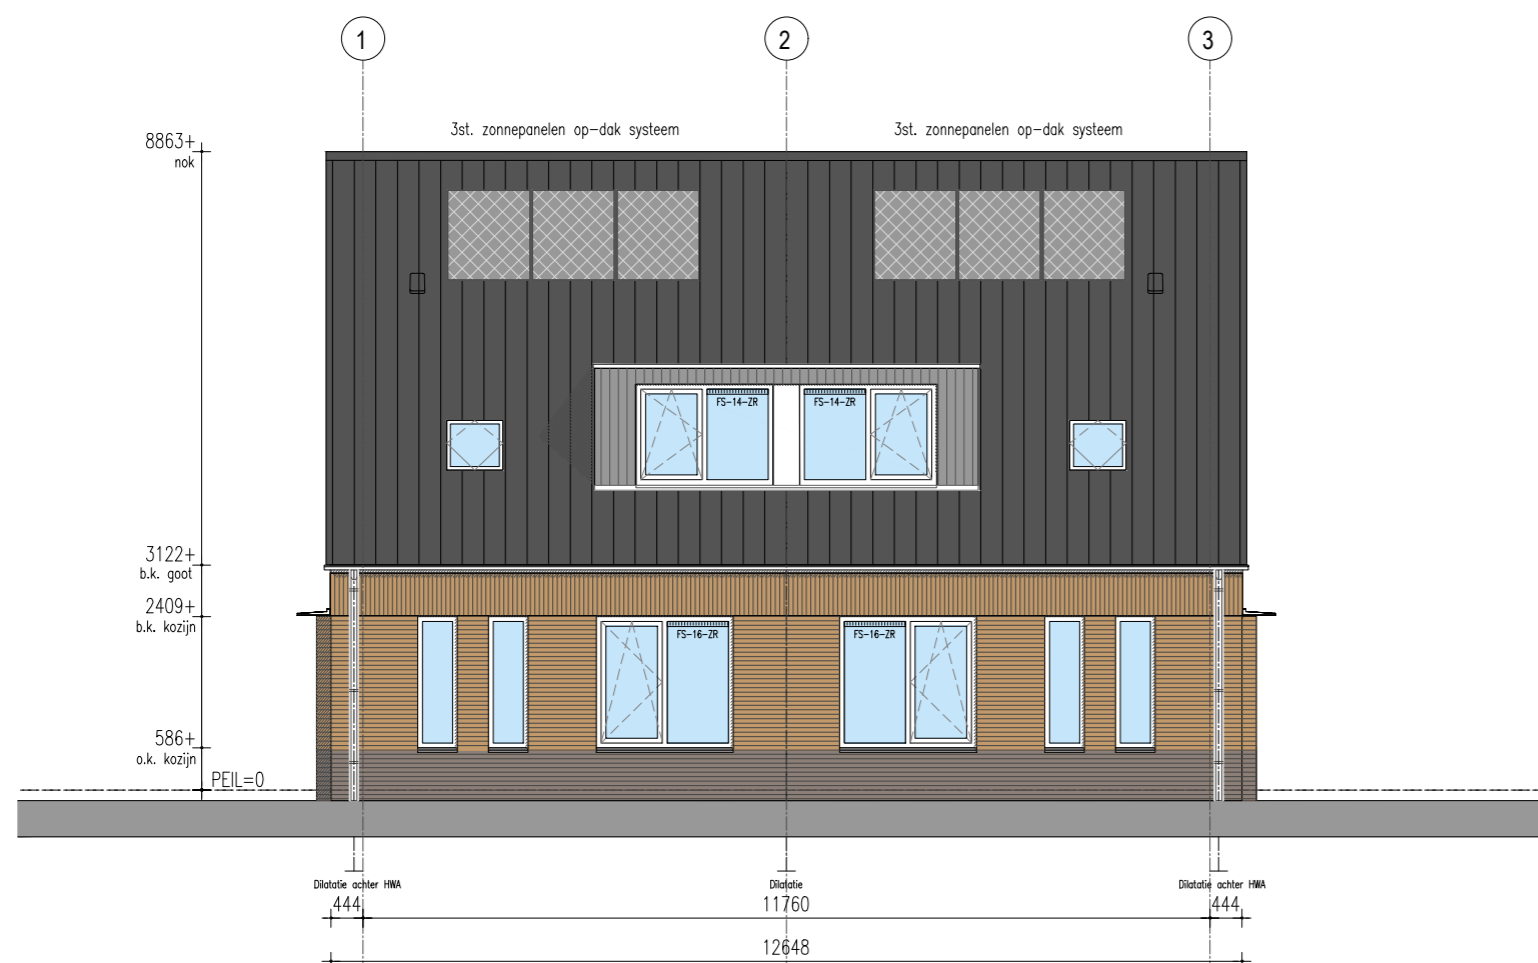 1
2
3
3st. zonnepanelen op-dak systeem
3st. zonnepanelen op-dak systeem
8863+
nok
FS-14-ZR
FS-14-ZR
3122+
b.k. goot
2409+
b.k. kozijn
FS-16-ZR
FS-16-ZR
586+
o.k. kozijn
PEIL=0
Dilatatie achter HWA
Dilatatie
Dilatatie achter HWA
444
11760
444
12648